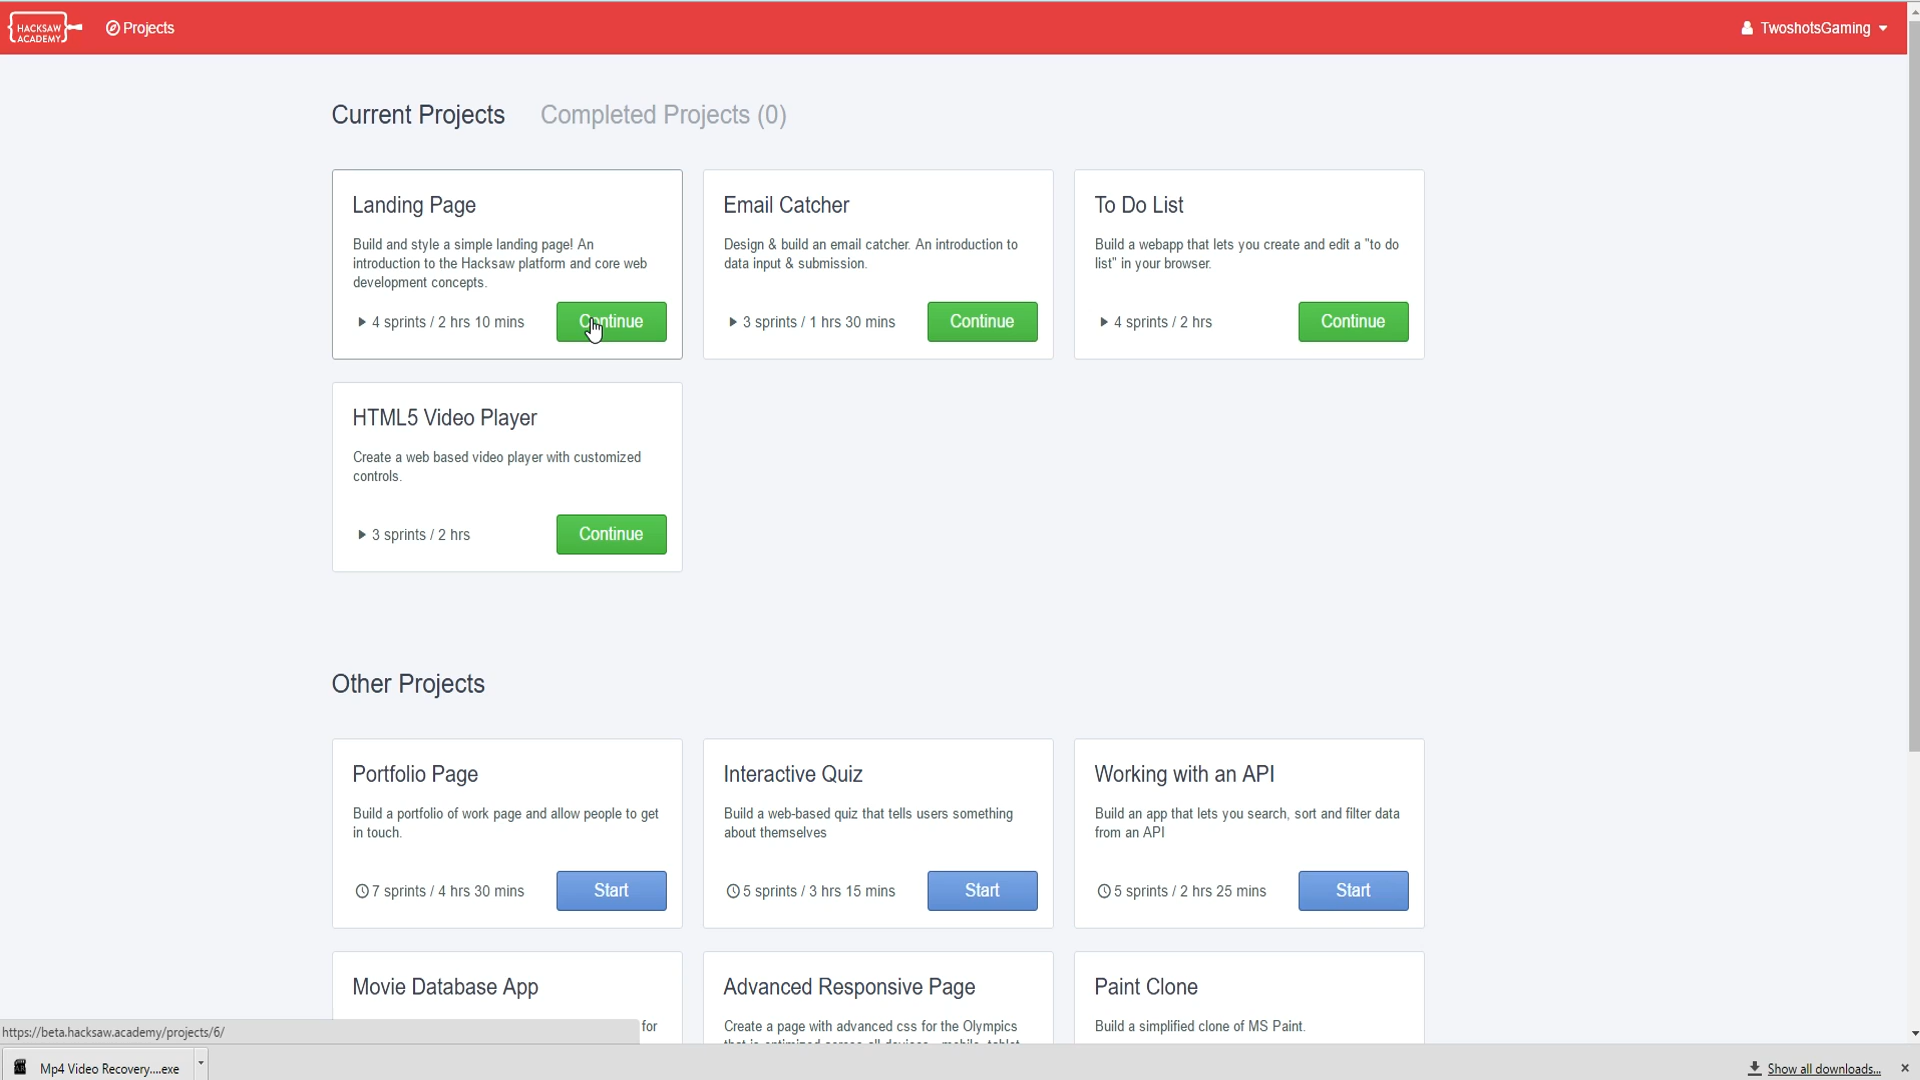 HACKSAW
ACADEMY
Projects
TwoshotsGaming
Current Projects
Completed Projects (0)
Landing Page
Build and style a simple landing page! An
introduction to the Hacksaw platform and core web
development concepts.
4 sprints / 2 hrs 10 mins
Continue
Email Catcher
Design & build an email catcher. An introduction to
data input & submission.
3 sprints / 1 hrs 30 mins
Continue
To Do List
Build a webapp that lets you create and edit a "to do
list" in your browser.
4 sprints / 2 hrs
Continue
HTML5 Video Player
Create a web based video player with customized
controls.
3 sprints / 2 hrs
Continue
Other Projects
Portfolio Page
Build a portfolio of work page and allow people to get
in touch.
7 sprints / 4 hrs 30 mins
Start
Interactive Quiz
Build a web-based quiz that tells users something
about themselves
5 sprints / 3 hrs 15 mins
Start
Working with an API
Build an app that lets you search, sort and filter data
from an API
5 sprints / 2 hrs 25 mins
Start
Movie Database App
for
Advanced Responsive Page
Create a page with advanced css for the Olympics
Paint Clone
Build a simplified clone of MS Paint.
https://beta.hacksaw.academy/projects/6/
Mp4 Video Recovery....exe
Show all downloads...